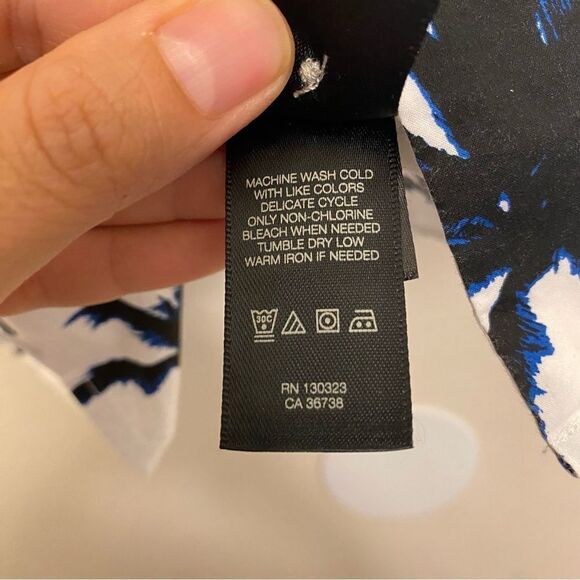 MACHINE WASH COLD
WITH LIKE COLORS
DELICATE CYCLE
ONLY NON-CHLORINE
BLEACH WHEN NEEDED
TUMBLE DRY LOW
WARM IRON IF NEEDED
30C
RN 130323
CA 36738